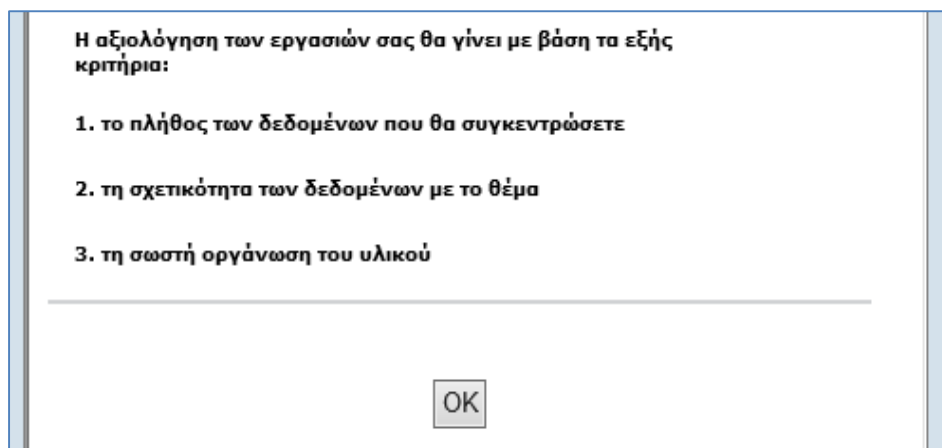 Η αξιολόγηση των εργασιών σας θα γίνει με βάση τα εξής
κριτήρια:
1. το πλήθος των δεδομένων που θα συγκεντρώσετε
2. τη σχετικότητα των δεδομένων με το θέμα
3. τη σωστή οργάνωση του υλικού
OK